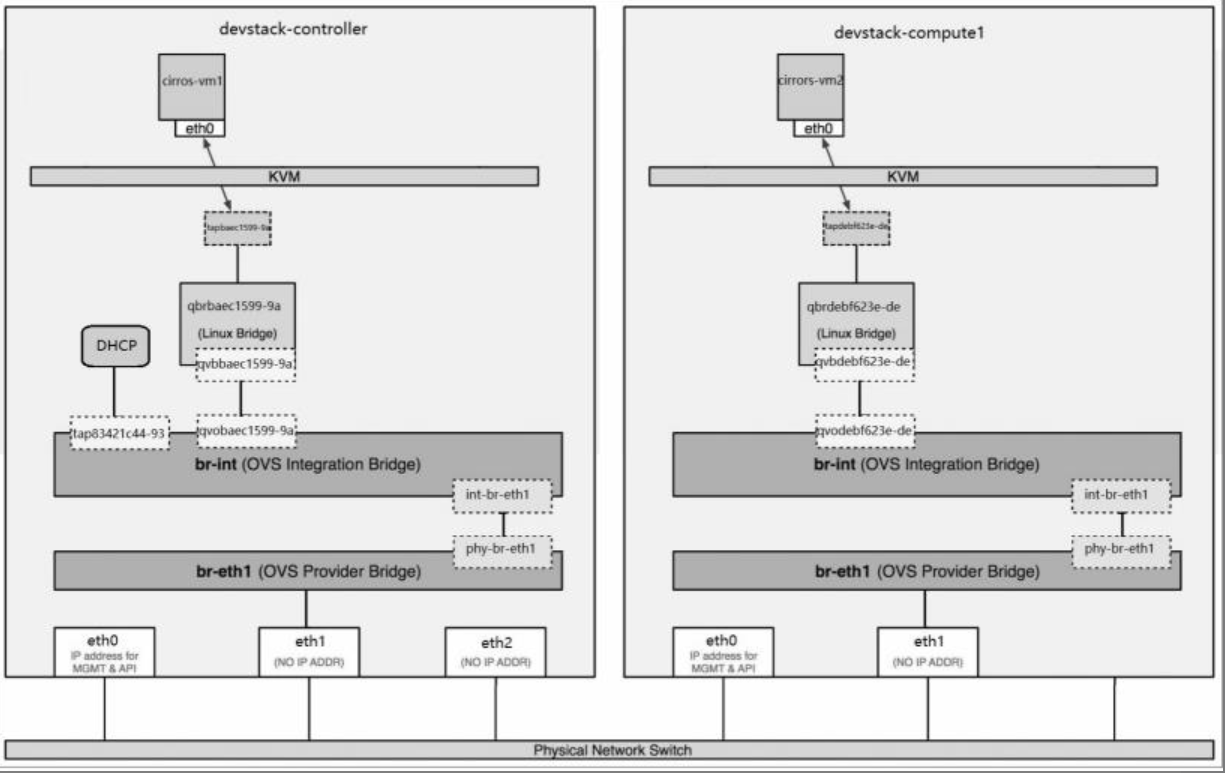 devstack-controller
cirros-vm1
eth0
KVM
tapbaec1599-9a
qbrbaec1599-9a
(Linux Bridge)
qvbbaec1599-9a
DHCP
tap83421c44-93
qvobaec1599-9a
br-int (OVS Integration Bridge)
int-br-eth1
phy-br-eth1
br-eth1 (OVS Provider Bridge)
eth0
IP address for
MGMT & API
eth1
(NO IP ADDR)
eth2
(NO IP ADDR)
devstack-compute1
cirrors-vm2
eth0
KVM
tapdebf623e-de
qbrdebf623e-de
(Linux Bridge)
qvbdebf623e-de
qvodebf623e-de
br-int (OVS Integration Bridge)
int-br-eth1
phy-br-eth1
br-eth1 (OVS Provider Bridge)
eth0
IP address for
MGMT & API
eth1
(NO IP ADDR)
Physical Network Switch